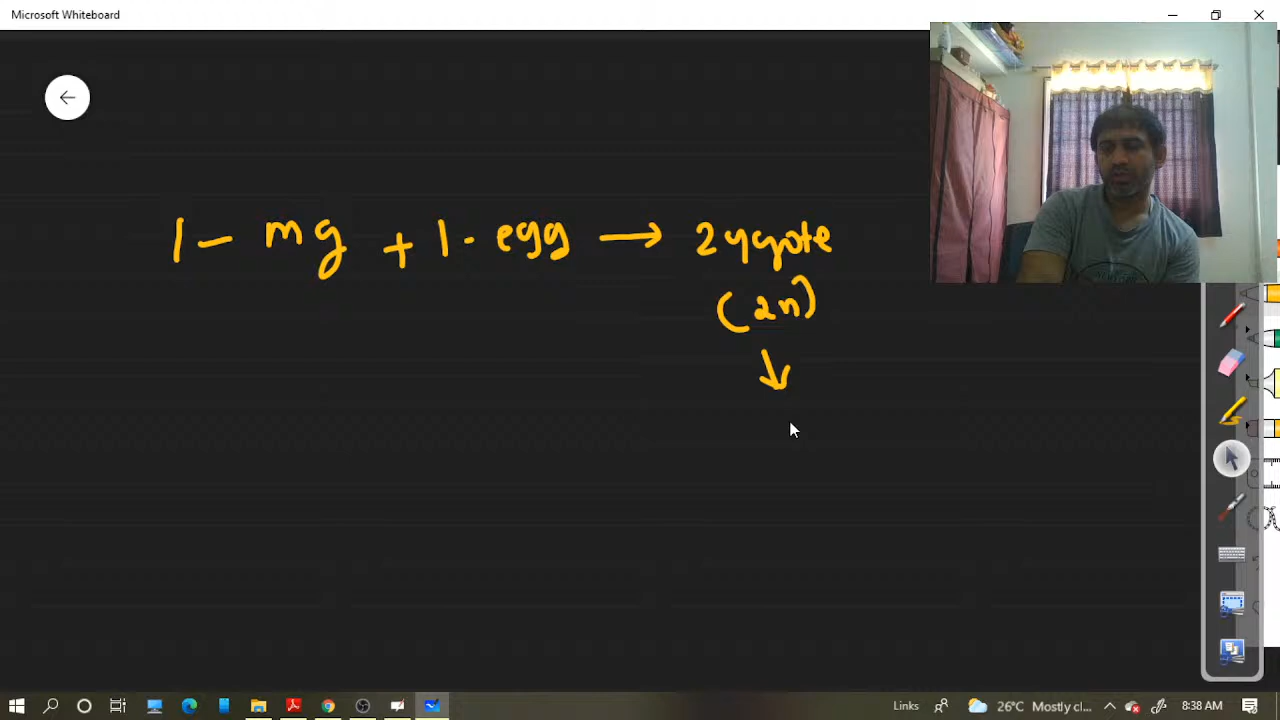 Microsoft Whiteboard
1 - mg + 1. egg → zygote
(2n)
↓
Links 26°C Mostly cl... 8:38 AM